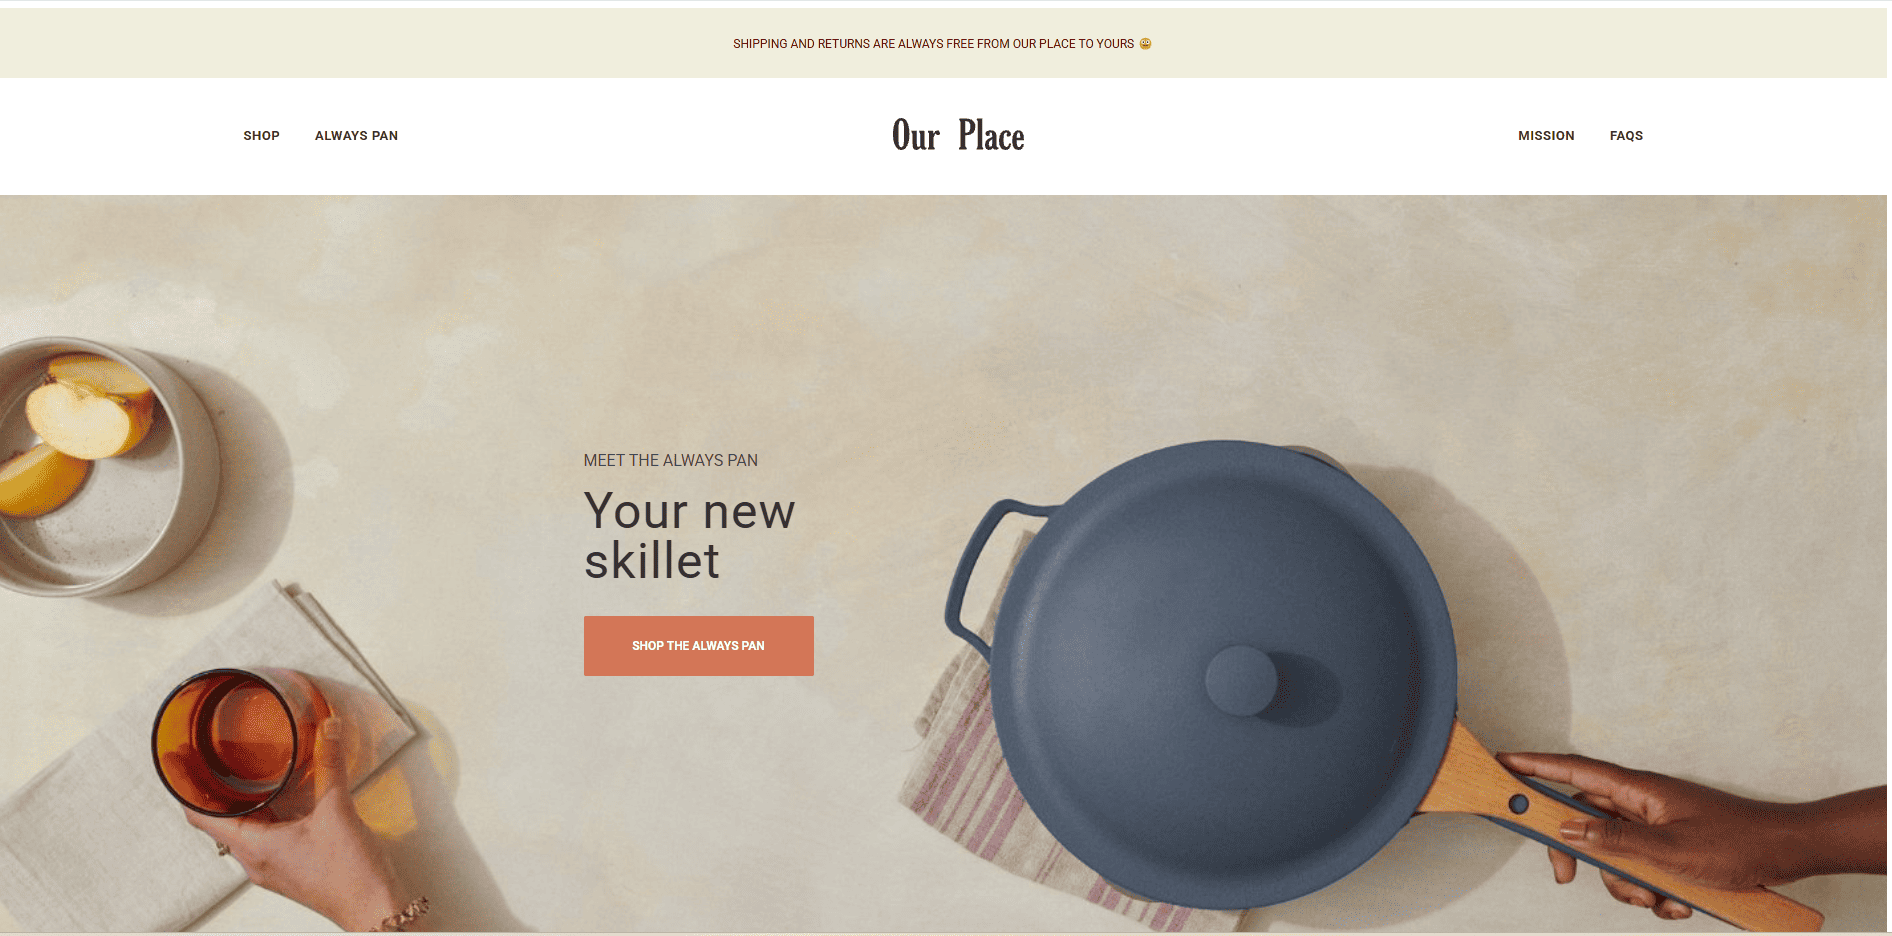 SHIPPING AND RETURNS ARE ALWAYS FREE FROM OUR PLACE TO YOURS
SHOP
ALWAYS PAN
Our Place
MISSION
FAQS
MEET THE ALWAYS PAN
Your new
skillet
SHOP THE ALWAYS PAN